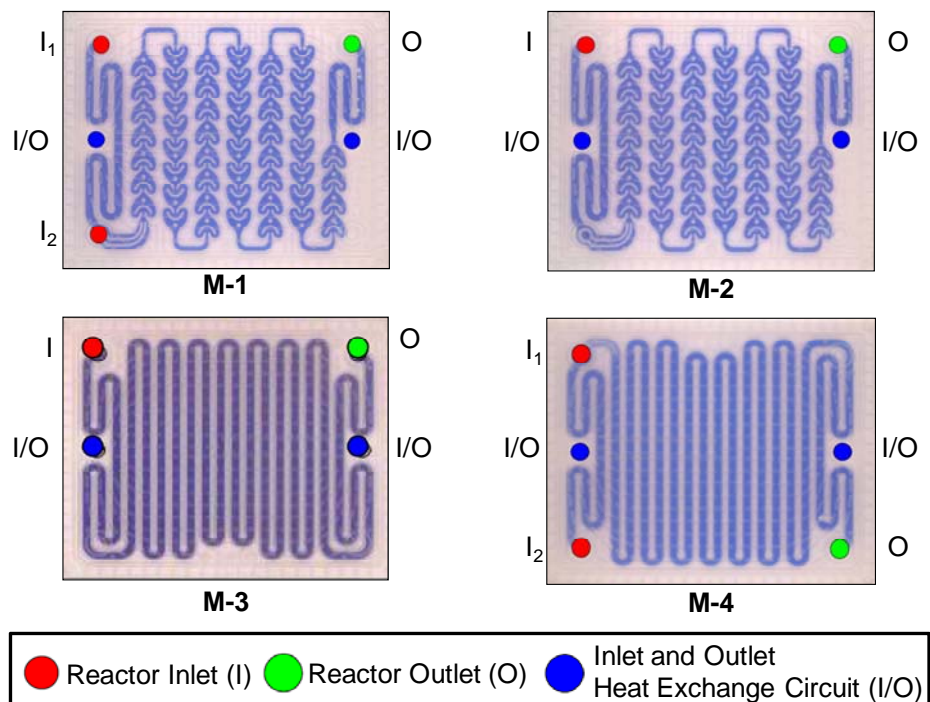 I₁ O I O
I/O I/O I/O I/O
I₂
M-1 M-2
I O I₁
I/O I/O I/O I/O
I₂ O
M-3 M-4
Reactor Inlet (I) Reactor Outlet (O) Inlet and Outlet
Heat Exchange Circuit (I/O)